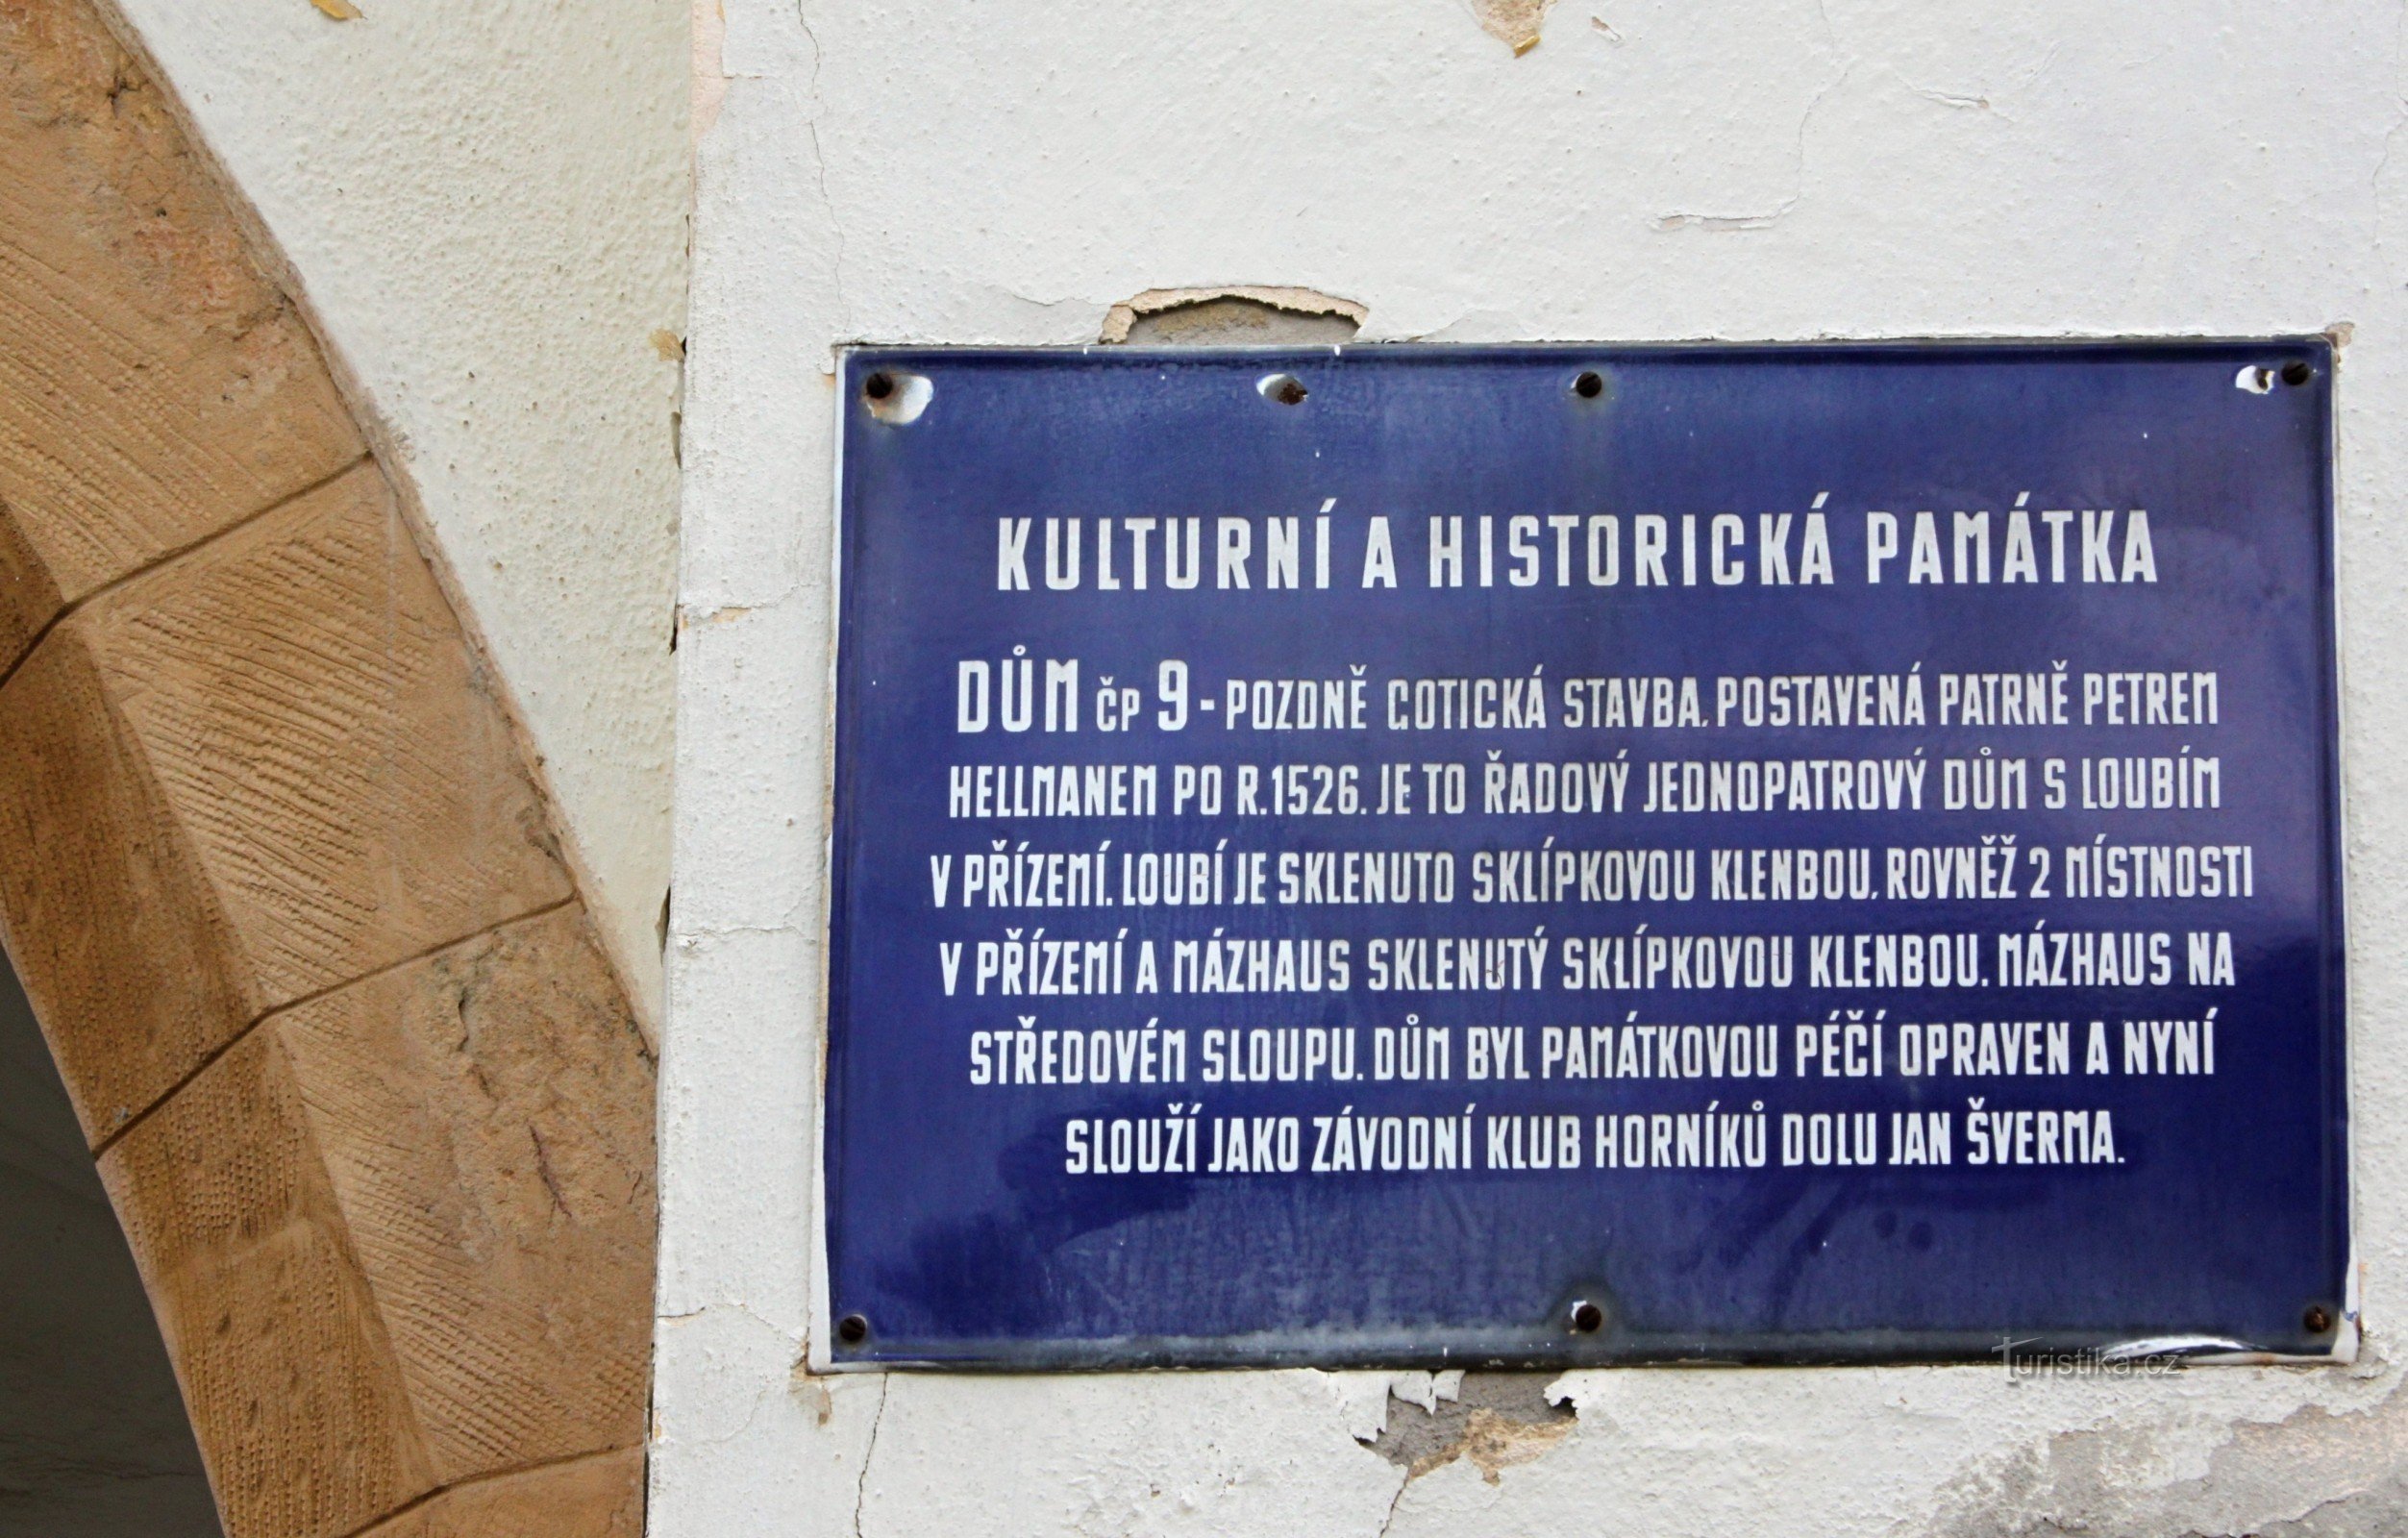 KULTURNÍ A HISTORICKÁ PAMÁTKA
DŮM ČP 9 - POZDNĚ GOTICKÁ STAVBA, POSTAVENÁ PATRNĚ PETREM
HELLMANEM PO R. 1526. JE TO ŘADOVÝ JEDNOPATROVÝ DŮM S LOUBÍM
V PŘÍZEMÍ. LOUBÍ JE SKLENUTO SKLÍPKOVOU KLENBOU, ROVNĚŽ 2 MÍSTNOSTI
V PŘÍZEMÍ A MÁZHAUS SKLENUTÝ SKLÍPKOVOU KLENBOU. MÁZHAUS NA
STŘEDOVÉM SLOUPU. DŮM BYL PAMÁTKOVOU PÉČÍ OPRAVEN A NYNÍ
SLOUŽÍ JAKO ZÁVODNÍ KLUB HORNÍKŮ DOLU JAN ŠVERMA.
Turistika.cz